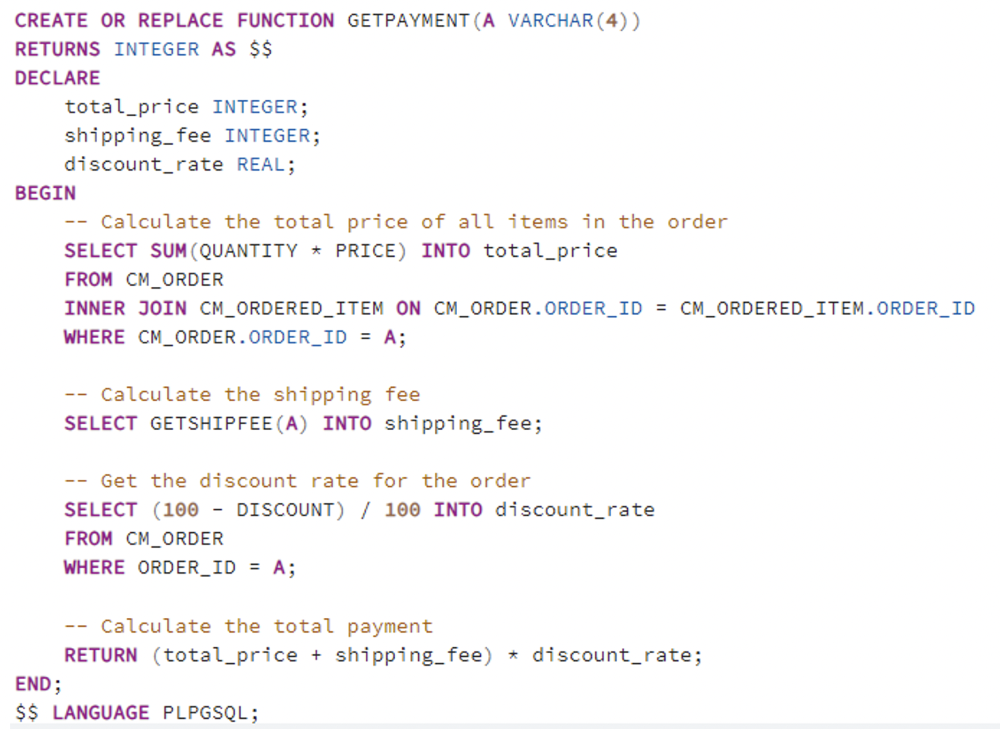 CREATE OR REPLACE FUNCTION GETPAYMENT(A VARCHAR(4))
RETURNS INTEGER AS $$
DECLARE
    total_price INTEGER;
    shipping_fee INTEGER;
    discount_rate REAL;
BEGIN
    -- Calculate the total price of all items in the order
    SELECT SUM(QUANTITY * PRICE) INTO total_price
    FROM CM_ORDER
    INNER JOIN CM_ORDERED_ITEM ON CM_ORDER.ORDER_ID = CM_ORDERED_ITEM.ORDER_ID
    WHERE CM_ORDER.ORDER_ID = A;

    -- Calculate the shipping fee
    SELECT GETSHIPFEE(A) INTO shipping_fee;

    -- Get the discount rate for the order
    SELECT (100 - DISCOUNT) / 100 INTO discount_rate
    FROM CM_ORDER
    WHERE ORDER_ID = A;

    -- Calculate the total payment
    RETURN (total_price + shipping_fee) * discount_rate;
END;
$$ LANGUAGE PLPGSQL;